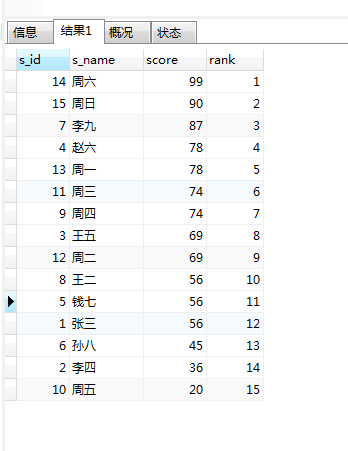 信息 结果1 概况 状态
s_id s_name score rank
14 周六 99 1
15 周日 90 2
7 李九 87 3
4 赵六 78 4
13 周一 78 5
11 周三 74 6
9 周四 74 7
3 王五 69 8
12 周二 69 9
8 王二 56 10
5 钱七 56 11
1 张三 56 12
6 孙八 45 13
2 李四 36 14
10 周五 20 15